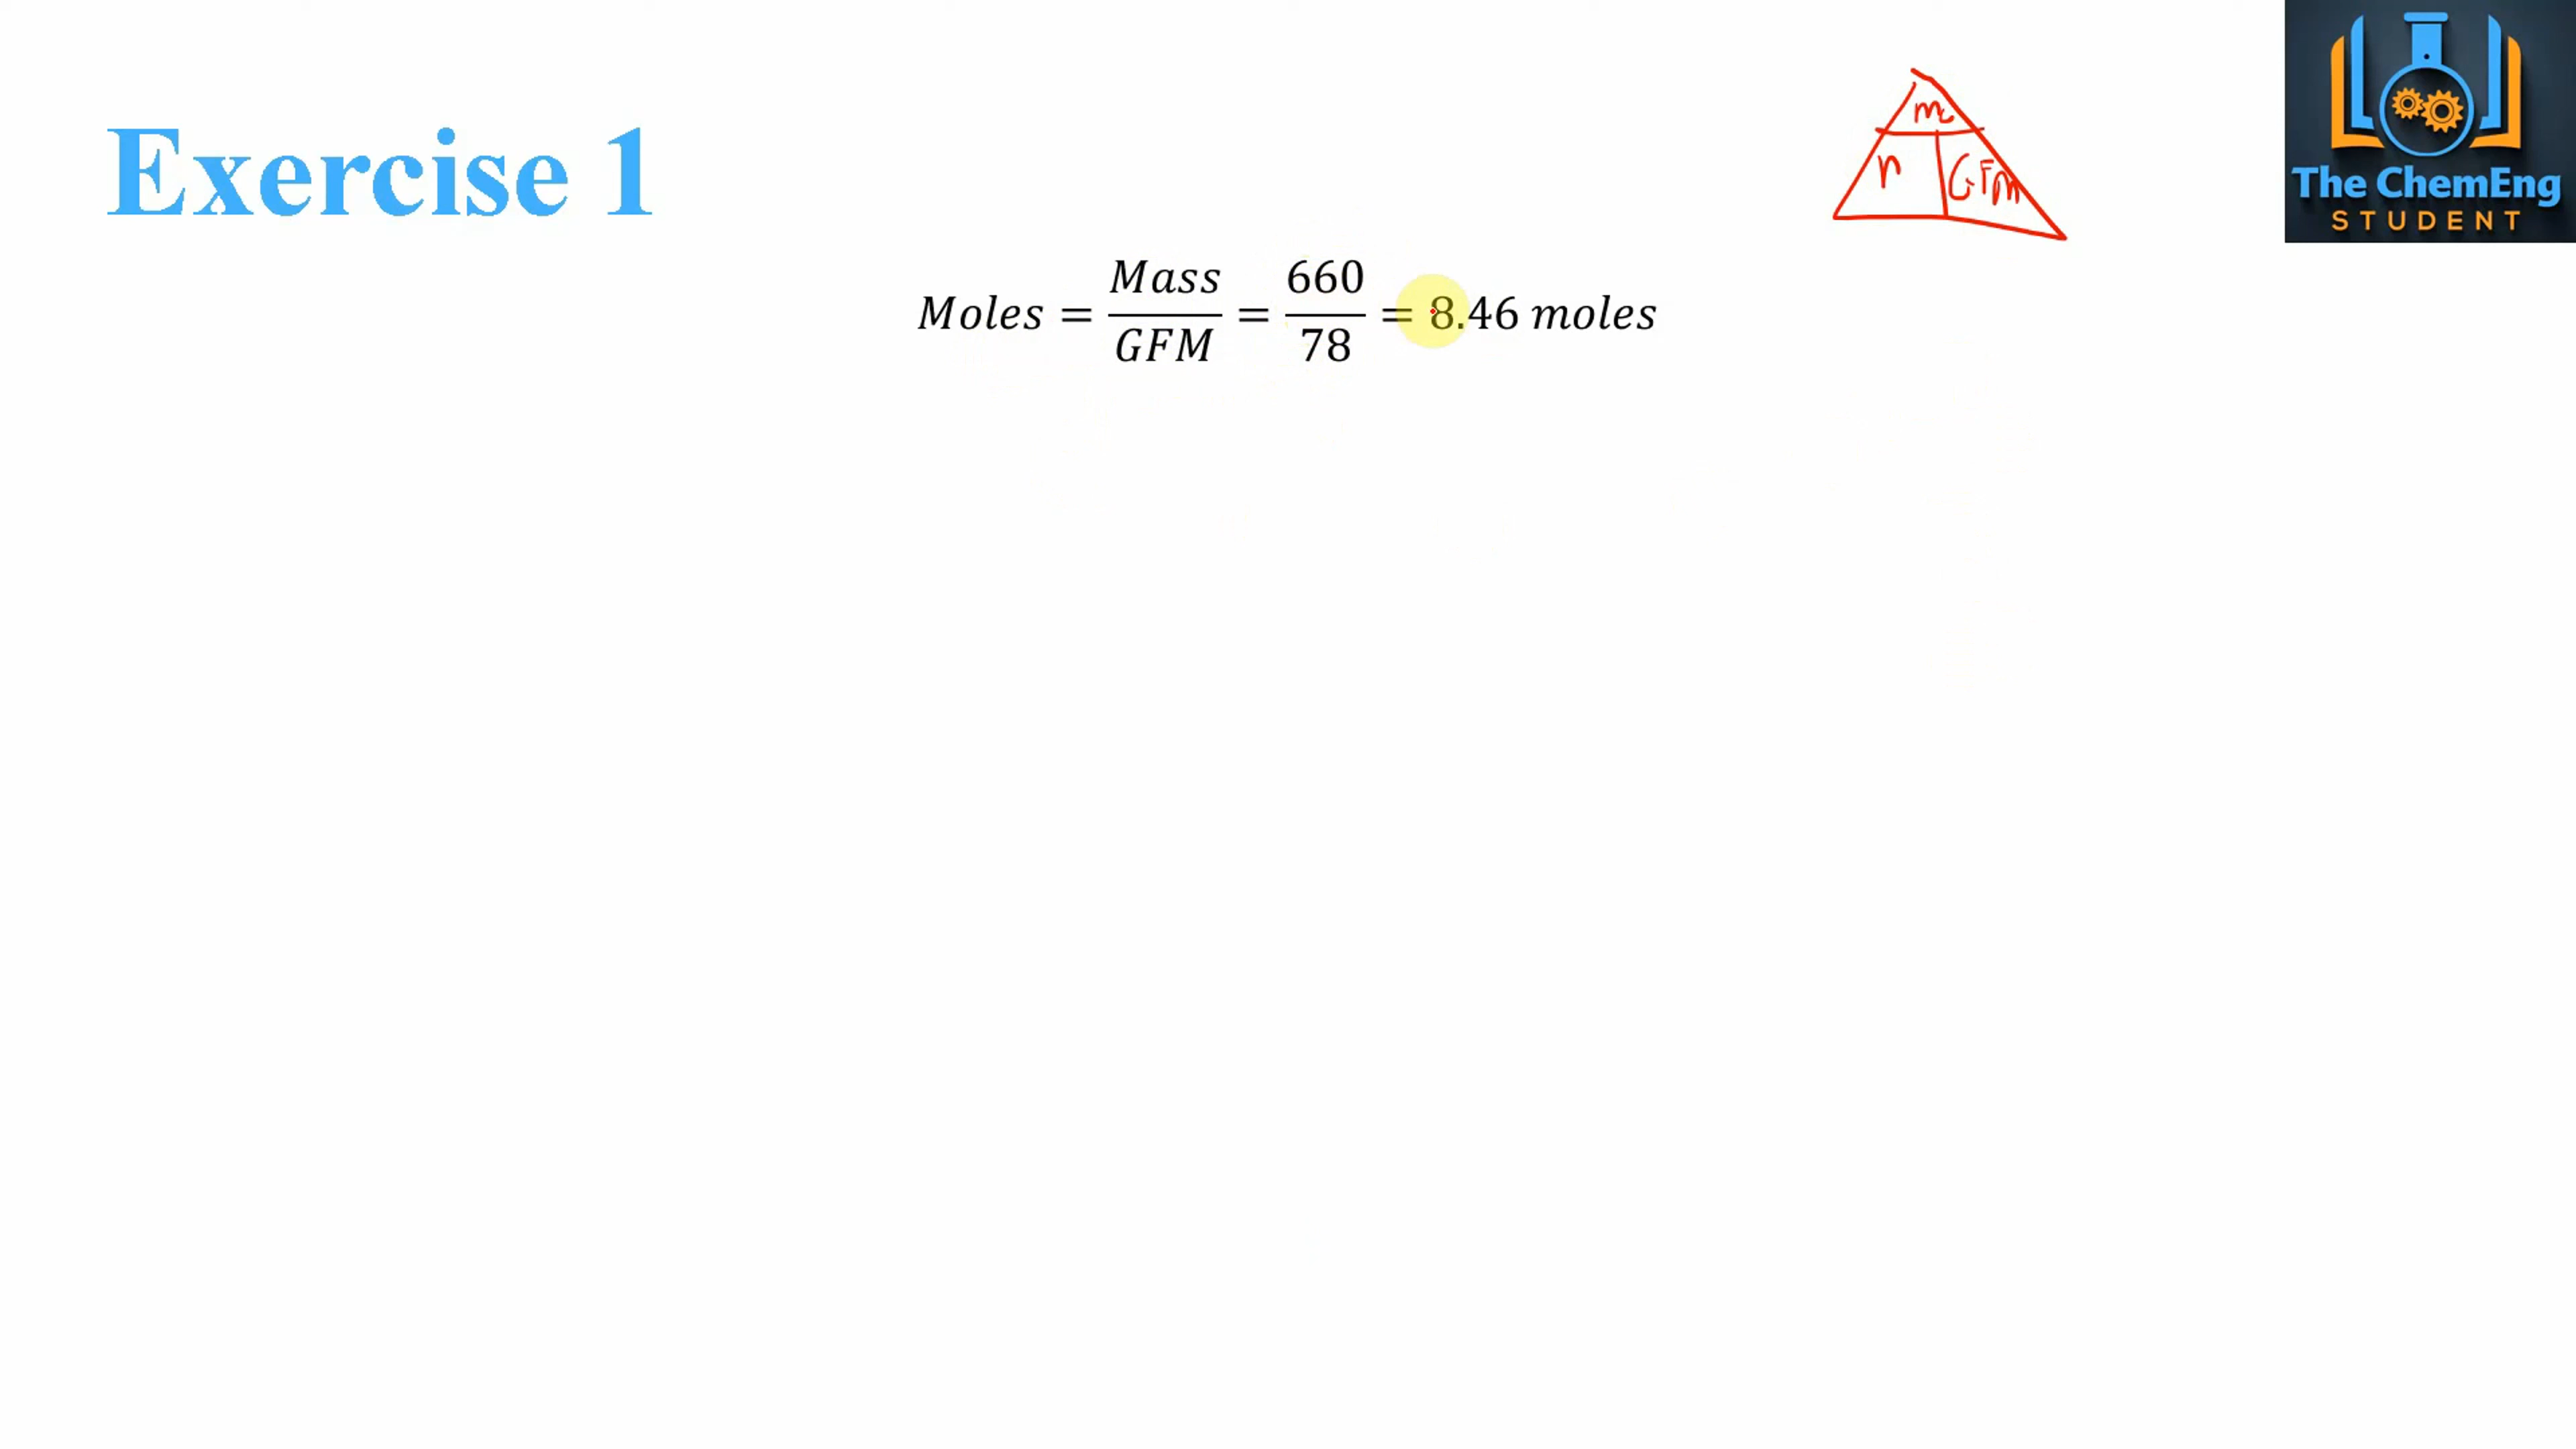 Exercise 1
m
n GFM
The ChemEng
STUDENT
Moles = Mass / GFM = 660 / 78 = 8.46 moles